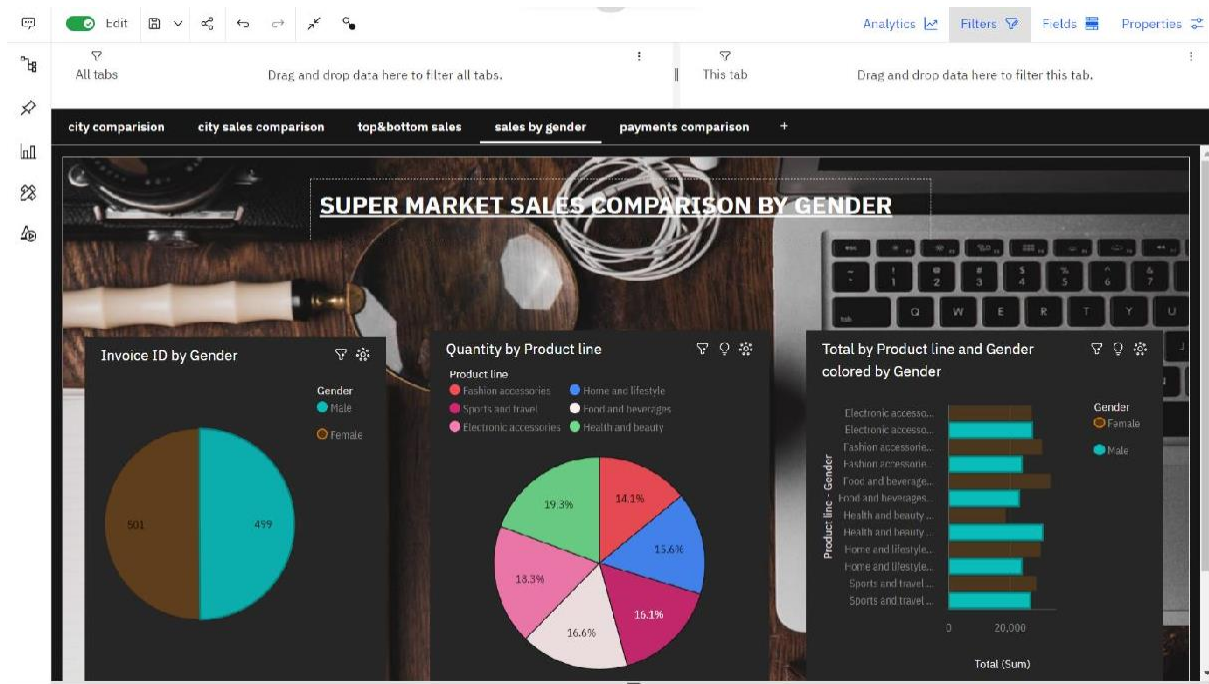 Edit
Analytics
Filters
Fields
Properties
All tabs
Drag and drop data here to filter all tabs.
This tab
Drag and drop data here to filter this tab.
city comparision
city sales comparison
top&bottom sales
sales by gender
payments comparison
+
SUPER MARKET SALES COMPARISON BY GENDER
Invoice ID by Gender
Gender
Male
Female
501
499
Quantity by Product line
Product line
Fashion accessories
Home and lifestyle
Sports and travel
Food and beverages
Electronic accessories
Health and beauty
19.3%
14.1%
15.6%
18.3%
16.1%
16.6%
Total by Product line and Gender
colored by Gender
Gender
Female
Male
Product line - Gender
Electronic accesso...
Electronic accesso...
Fashion accessorie...
Fashion accessorie...
Food and beverage...
Food and beverages...
Health and beauty ...
Health and beauty ...
Home and lifestyle...
Home and lifestyle...
Sports and travel ...
Sports and travel ...
0
20,000
Total (Sum)
Q
W
E
R
T
Y
U